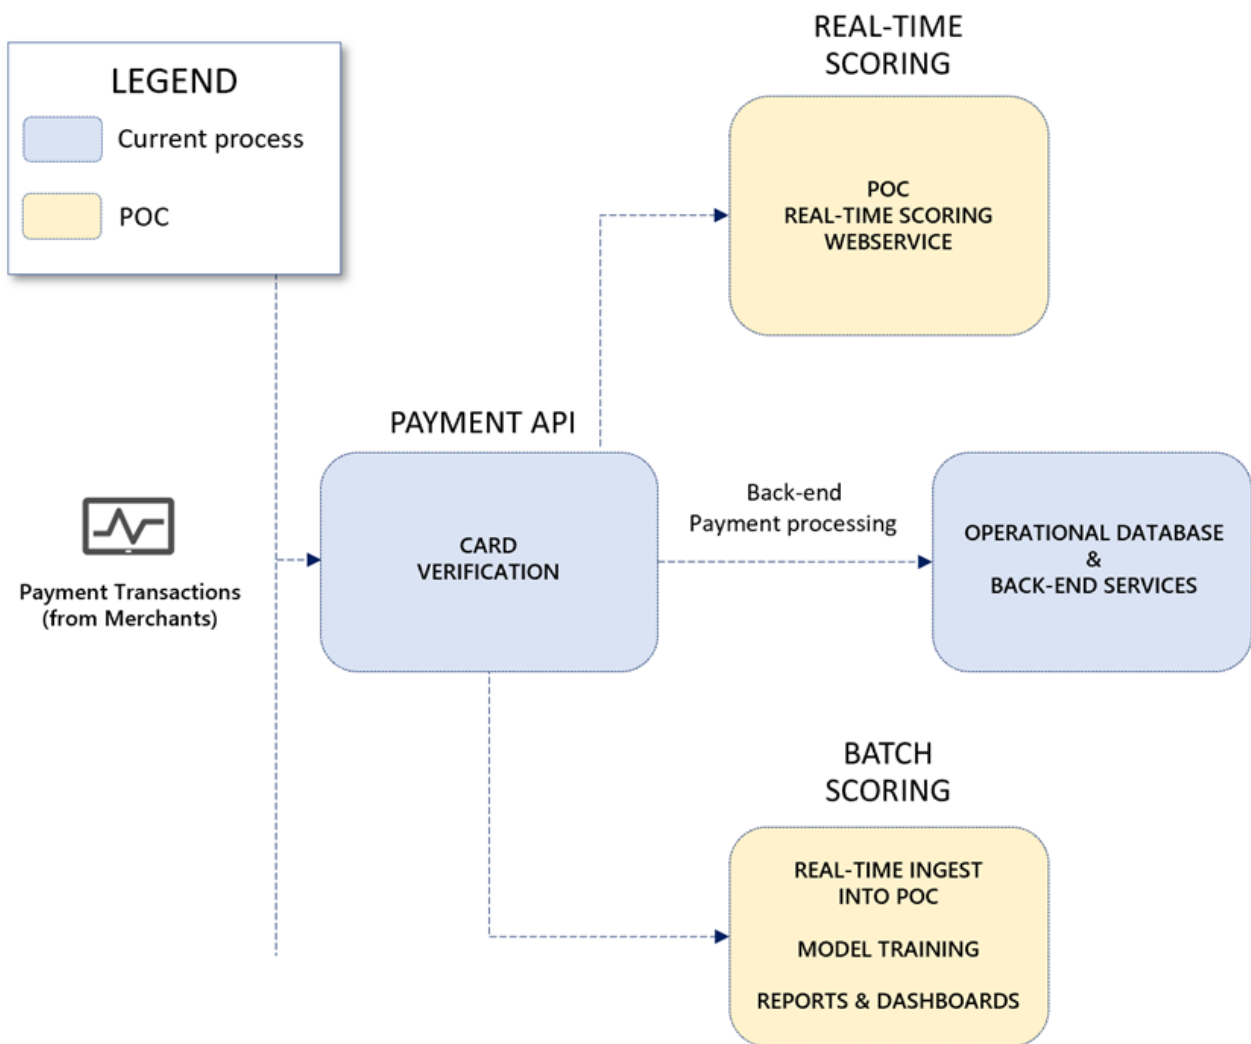 REAL-TIME
SCORING
LEGEND
Current process
POC
POC
REAL-TIME SCORING
WEBSERVICE
PAYMENT API
CARD
VERIFICATION
Back-end
Payment processing
OPERATIONAL DATABASE
&
BACK-END SERVICES
Payment Transactions
(from Merchants)
BATCH
SCORING
REAL-TIME INGEST
INTO POC
MODEL TRAINING
REPORTS & DASHBOARDS